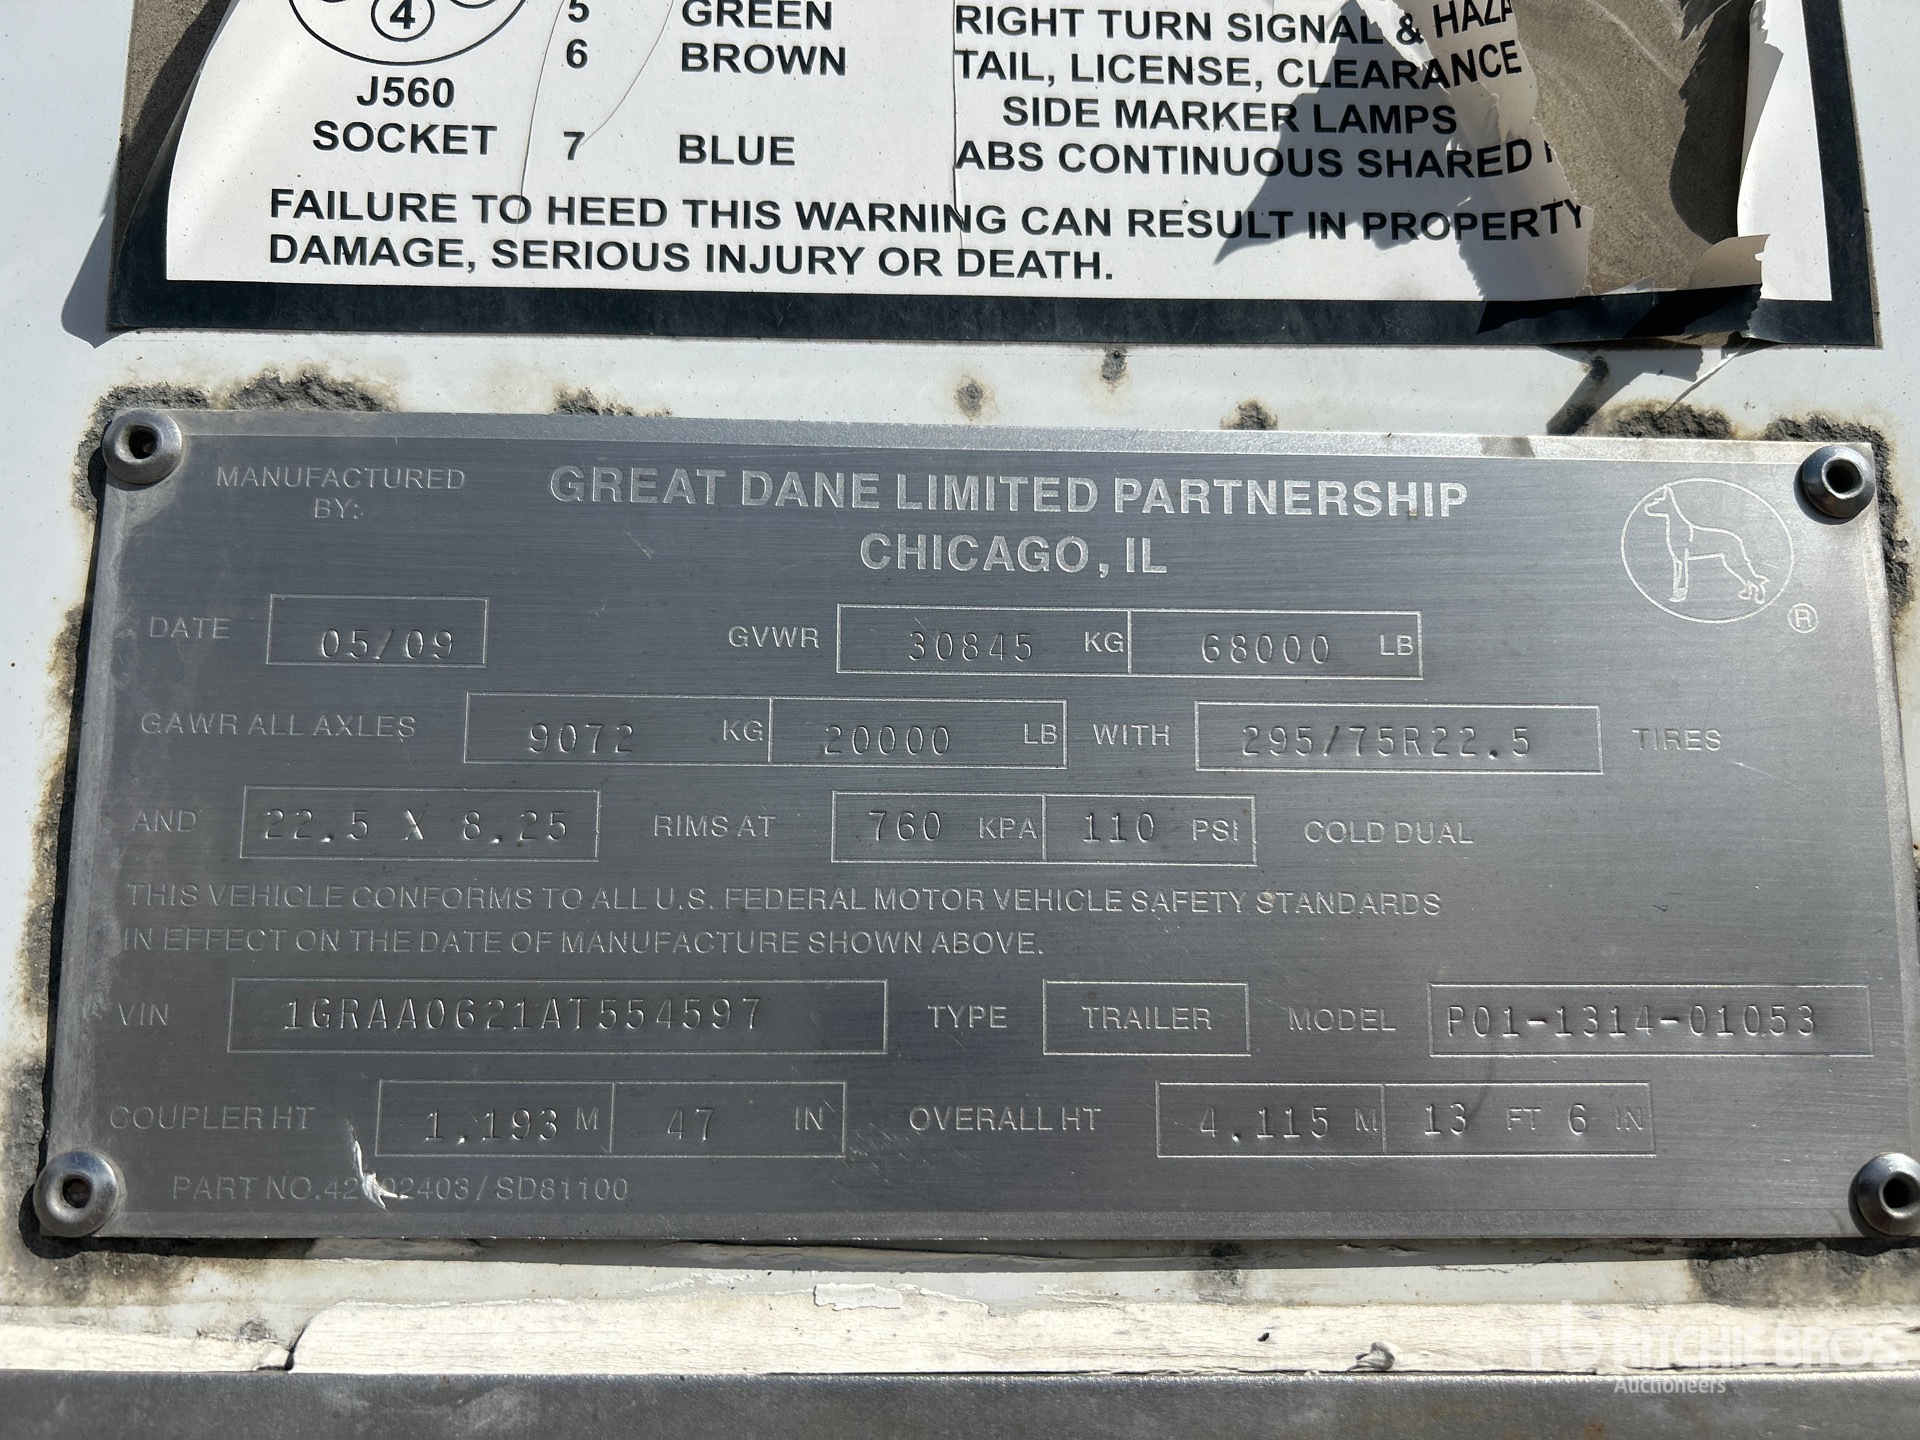 4
J560
SOCKET
5 GREEN RIGHT TURN SIGNAL &
6 BROWN TAIL, LICENSE, CLEARANCE
SIDE MARKER LAMPS
7 BLUE ABS CONTINUOUS SHARED
FAILURE TO HEED THIS WARNING CAN RESULT IN PROPERTY
DAMAGE, SERIOUS INJURY OR DEATH.
MANUFACTURED BY: GREAT DANE LIMITED PARTNERSHIP
CHICAGO, IL
®
DATE 05/09 GVWR 30845 KG 68000 LB
GAWR ALL AXLES 9072 KG 20000 LB WITH 295/75R22.5 TIRES
AND 22.5 X 8.25 RIMS AT 760 KPA 110 PSI COLD DUAL
THIS VEHICLE CONFORMS TO ALL U.S. FEDERAL MOTOR VEHICLE SAFETY STANDARDS
IN EFFECT ON THE DATE OF MANUFACTURE SHOWN ABOVE.
VIN 1GRAA0621AT554597 TYPE TRAILER MODEL P01-1314-01053
COUPLER HT 1.193 M 47 IN OVERALL HT 4.115 M 13 FT 6 IN
PART NO. /SD81100
RITCHIE BROS.
Auctioneers